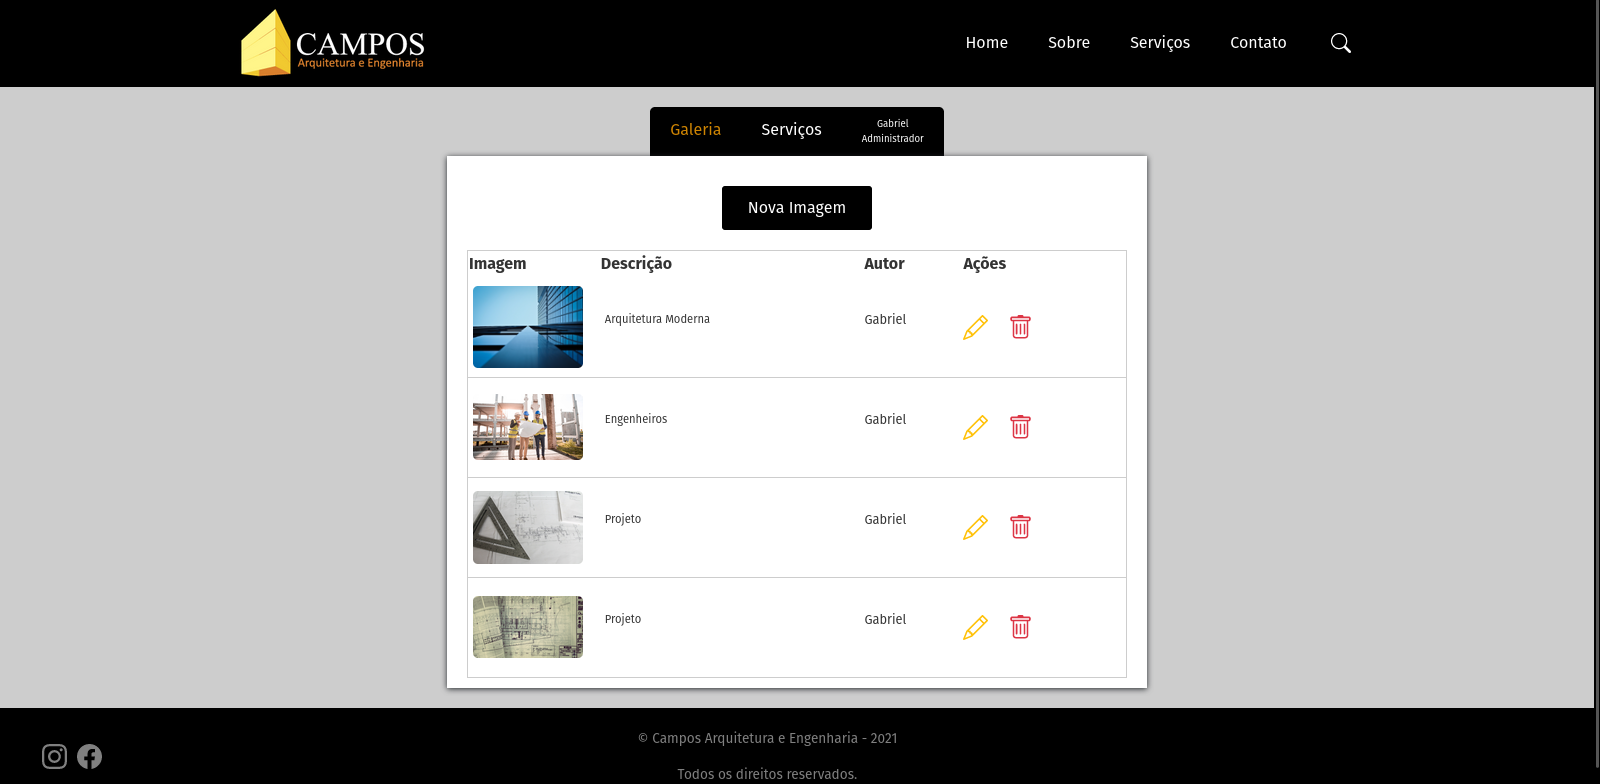 CAMPOS
Arquitetura e Engenharia
Home Sobre Serviços Contato
Galeria Serviços Gabriel
Administrador
Nova Imagem
Imagem Descrição Autor Ações
Arquitetura Moderna Gabriel
Engenheiros Gabriel
Projeto Gabriel
Projeto Gabriel
© Campos Arquitetura e Engenharia - 2021
Todos os direitos reservados.